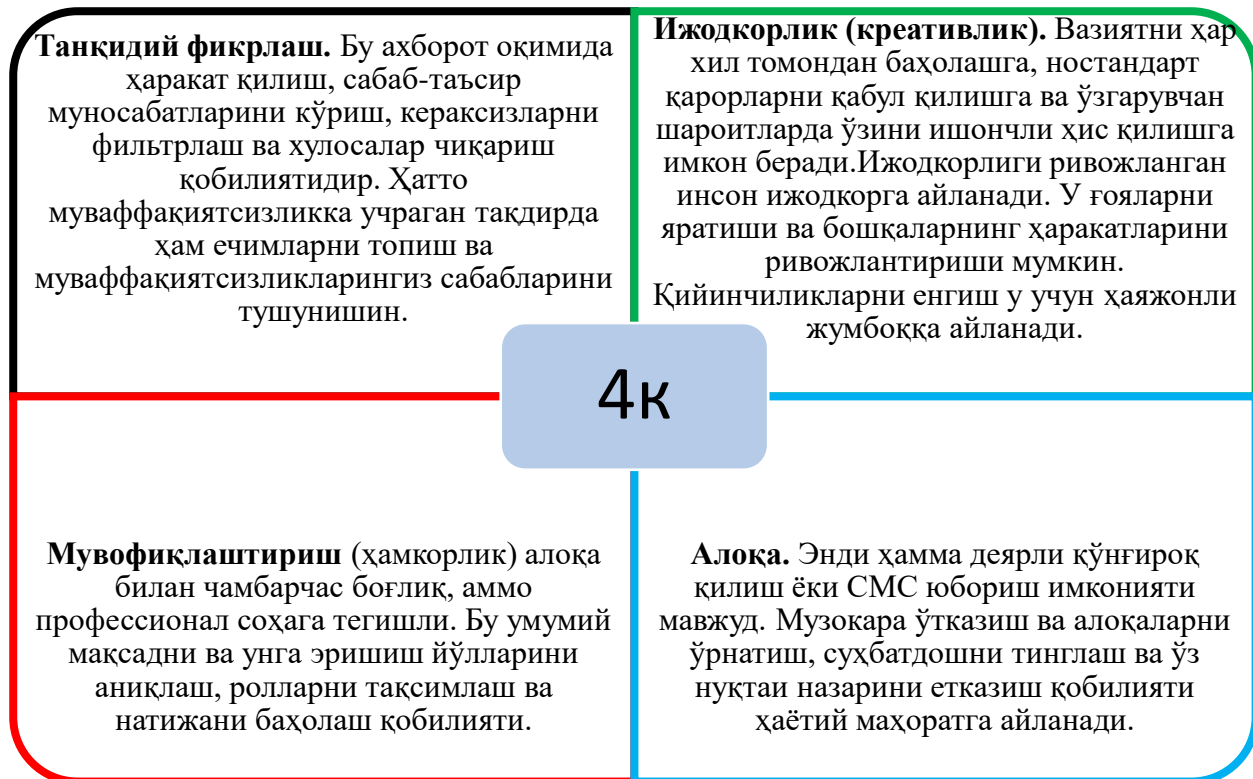 Танқидий фикрлаш. Бу ахборот оқимида
ҳаракат қилиш, сабаб-таъсир
муносабатларини кўриш, кераксизларни
фильтрлаш ва хулосалар чиқариш
қобилиятидир. Ҳатто
муваффақиятсизликка учраган тақдирда
ҳам ечимларни топиш ва
муваффақиятсизликларингиз сабабларини
тушунишин.
Ижодкорлик (креативлик). Вазиятни ҳар
хил томондан баҳолашга, ностандарт
қарорларни қабул қилишга ва ўзгарувчан
шароитларда ўзини ишончли ҳис қилишга
имкон беради.Ижодкорлиги ривожланган
инсон ижодкорга айланади. У ғояларни
яратиши ва бошқаларнинг ҳаракатларини
ривожлантириши мумкин.
Қийинчиликларни енгиш у учун ҳаяжонли
жумбоққа айланади.
4к
Мувофиқлаштириш (ҳамкорлик) алоқа
билан чамбарчас боғлиқ, аммо
профессионал соҳага тегишли. Бу умумий
мақсадни ва унга эришиш йўлларини
аниқлаш, ролларни тақсимлаш ва
натижани баҳолаш қобилияти.
Алоқа. Энди ҳамма деярли қўнғироқ
қилиш ёки СМС юбориш имконияти
мавжуд. Музокара ўтказиш ва алоқаларни
ўрнатиш, суҳбатдошни тинглаш ва ўз
нуқтаи назарини етказиш қобилияти
ҳаётий маҳоратга айланади.